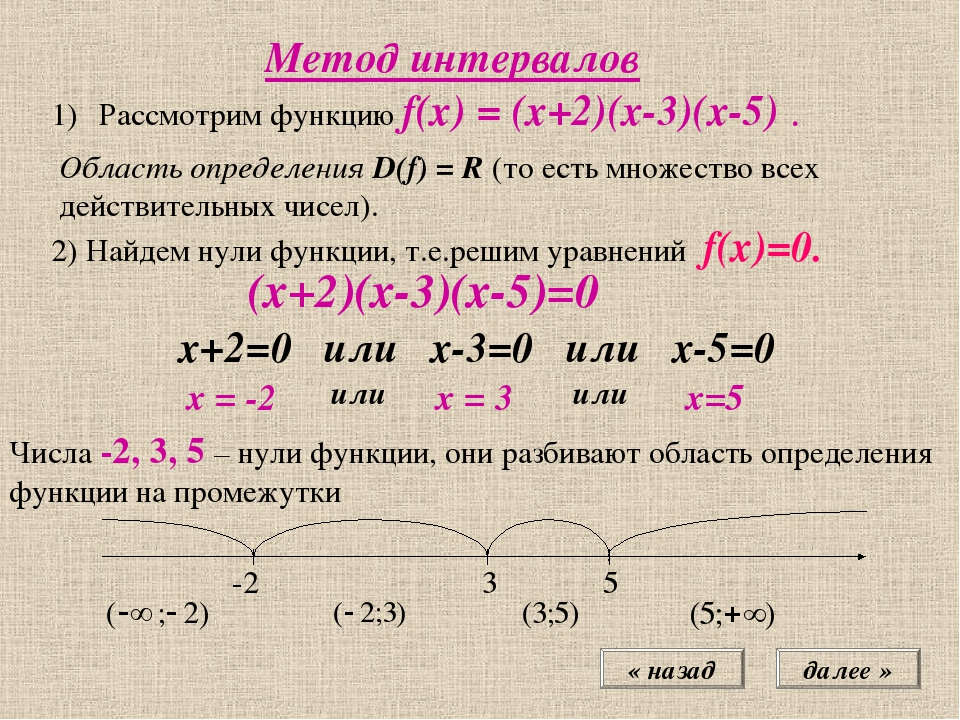 Метод интервалов
1) Рассмотрим функцию f(x) = (x+2)(x-3)(x-5) .
Область определения D(f) = R (то есть множество всех
действительных чисел).
2) Найдем нули функции, т.е.решим уравнений f(x)=0.
(x+2)(x-3)(x-5)=0
x+2=0 или x-3=0 или x-5=0
x = -2 или x = 3 или x=5
Числа -2, 3, 5 – нули функции, они разбивают область определения
функции на промежутки
-2 3 5
(-∞ ;- 2) (- 2;3) (3;5) (5;+∞)
« назад далее »